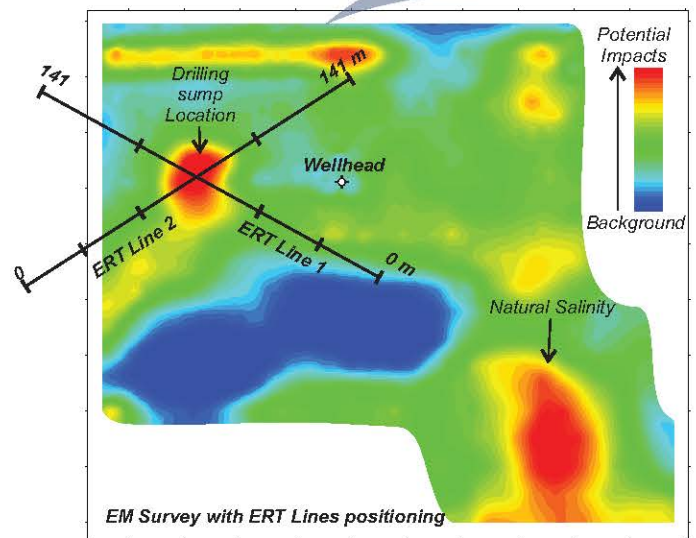 Potential
Impacts
141
141 m
Drilling
sump
Location
Wellhead
Background
0
ERT Line 2
ERT Line 1
0 m
Natural Salinity
EM Survey with ERT Lines positioning